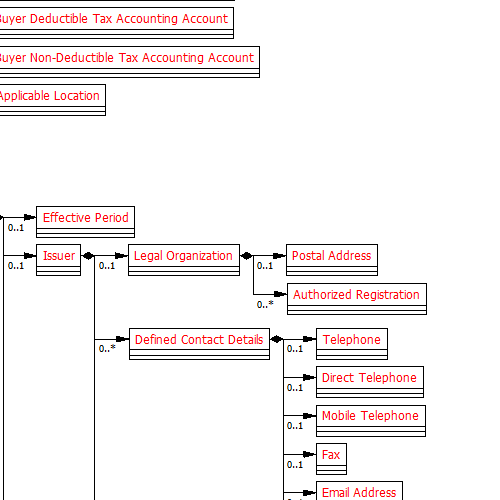 Buyer Deductible Tax Accounting Account
Buyer Non-Deductible Tax Accounting Account
Applicable Location
Effective Period
0..1
Issuer
Legal Organization
Postal Address
0..1
0..1
0..1
Authorized Registration
0..*
Defined Contact Details
Telephone
0..*
0..1
Direct Telephone
0..1
Mobile Telephone
0..1
Fax
0..1
Email Address
0..1